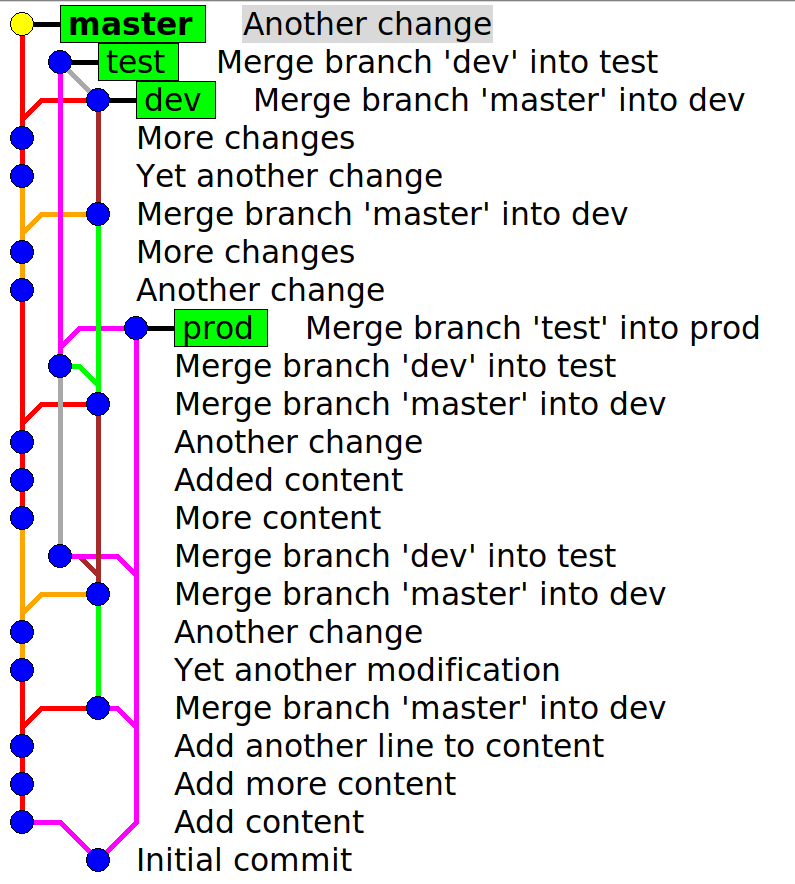 master Another change
test Merge branch 'dev' into test
dev Merge branch 'master' into dev
More changes
Yet another change
Merge branch 'master' into dev
More changes
Another change
prod Merge branch 'test' into prod
Merge branch 'dev' into test
Merge branch 'master' into dev
Another change
Added content
More content
Merge branch 'dev' into test
Merge branch 'master' into dev
Another change
Yet another modification
Merge branch 'master' into dev
Add another line to content
Add more content
Add content
Initial commit